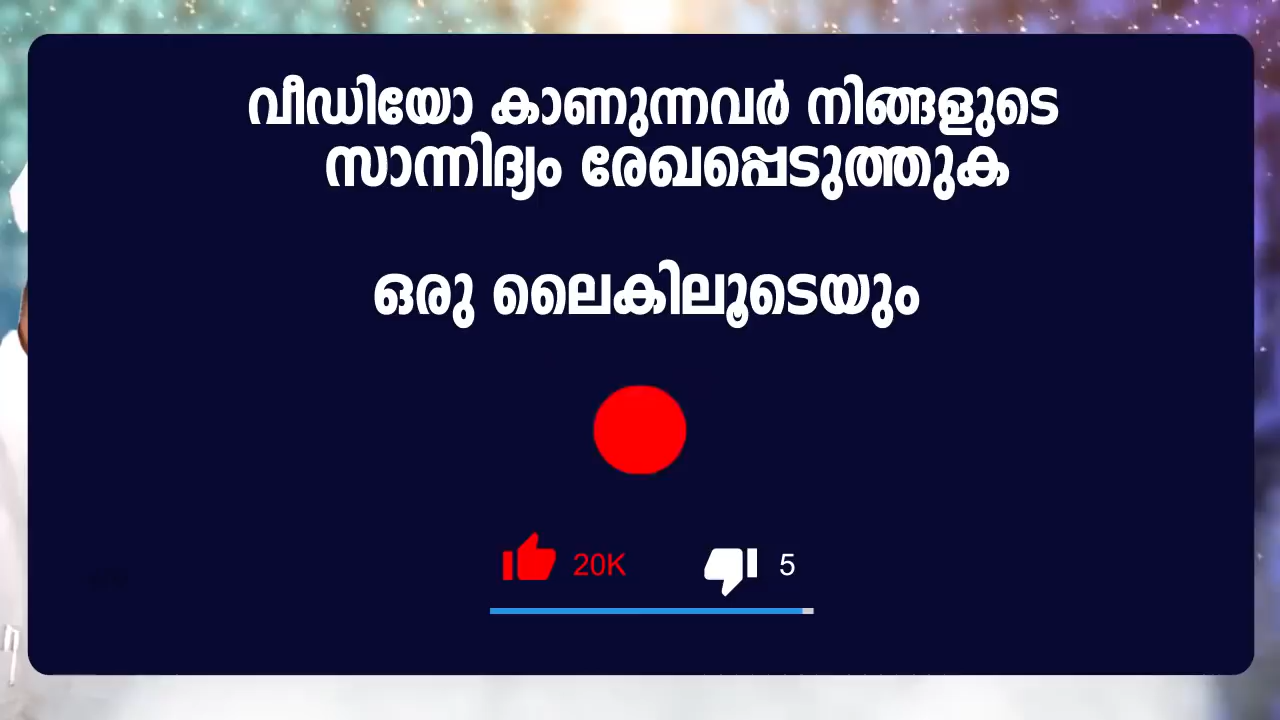 വീഡിയോ കാണുന്നവർ നിങ്ങളുടെ
സാന്നിദ്യം രേഖപ്പെടുത്തുക
ഒരു ലൈകിലൂടെയും
20K 5